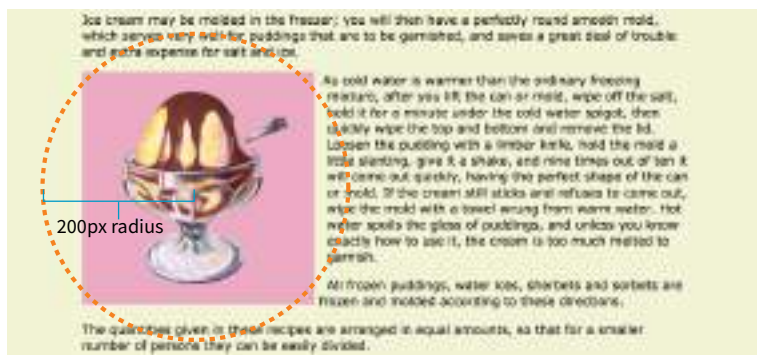 Ice cream may be molded in the freezer; you will then have a perfectly round smooth mold,
which serves very well for puddings that are to be garnished, and saves a great deal of trouble
and extra expense for salt and ice.
As cold water is warmer than the ordinary freezing
mixture, after you lift the can or mold, wipe off the salt,
hold it for a minute under the cold water spigot, then
quickly wipe the top and bottom and remove the lid.
Loosen the pudding with a limber knife, hold the mold a
little slanting, give it a shake, and nine times out of ten it
will come out quickly, having the perfect shape of the can
or mold. If the cream still sticks and refuses to come out,
wipe the mold with a towel wrung from warm water. Hot
200px radius
water spoils the gloss of puddings, and unless you know
exactly how to use it, the cream is too much melted to
garnish.
All frozen puddings, water ices, sherbets and sorbets are
frozen and molded according to these directions.
The quantities given in these recipes are arranged in equal amounts, so that for a smaller
number of persons they can be easily divided.